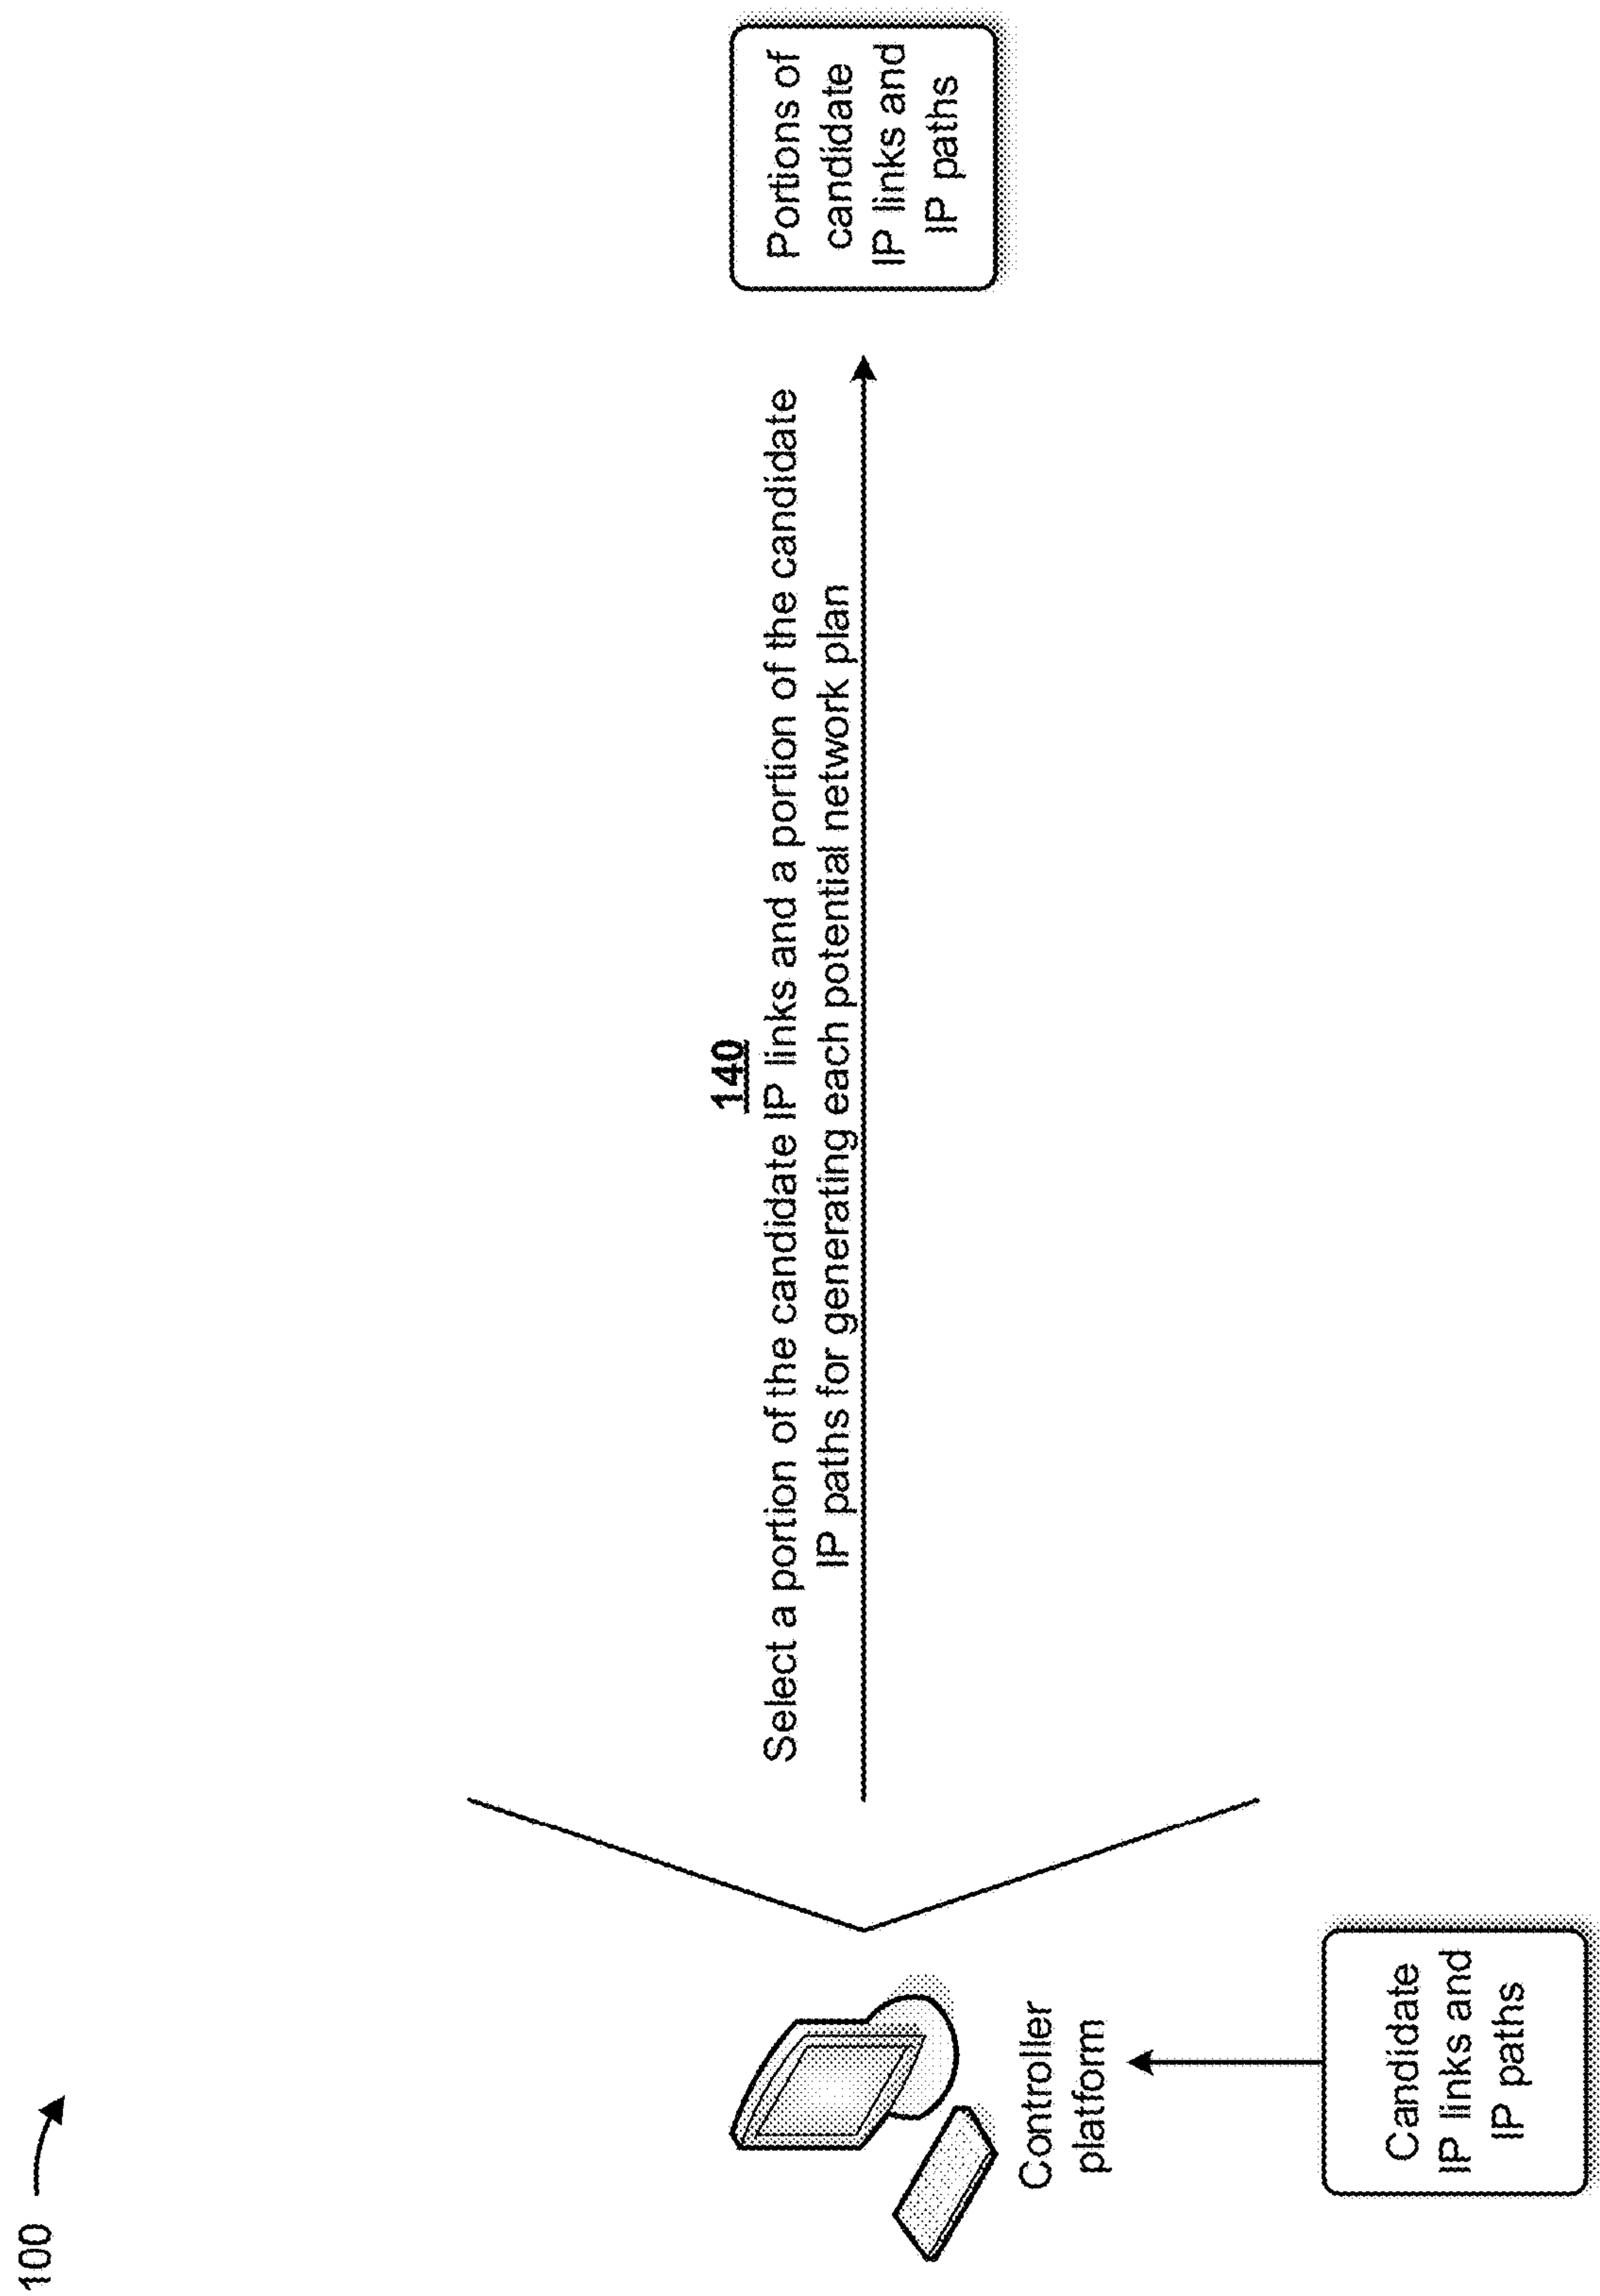 100
140
Select a portion of the candidate IP links and a portion of the candidate
IP paths for generating each potential network plan
Portions of
candidate
IP links and
IP paths
Controller
platform
Candidate
IP links and
IP paths